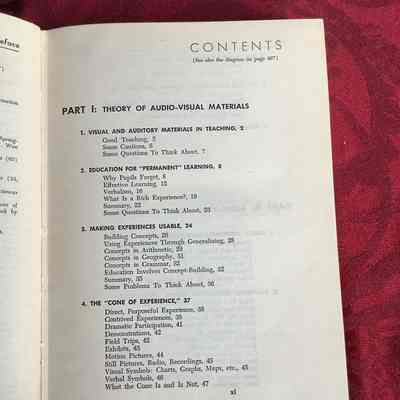 eface
CONTENTS
(See also the diagram on page 607)
PART I: THEORY OF AUDIO-VISUAL MATERIALS
1. VISUAL AND AUDITORY MATERIALS IN TEACHING, 2
Good Teaching, 2
Some Cautions, 6
Some Questions To Think About, 7
2. EDUCATION FOR "PERMANENT" LEARNING, 8
Why Pupils Forget, 8
Effective Learning, 12
Verbalism, 16
What Is a Rich Experience?, 19
Summary, 22
Some Questions To Think About, 23
3. MAKING EXPERIENCES USABLE, 24
Building Concepts, 26
Using Experiences Through Generalizing, 28
Concepts in Arithmetic, 29
Concepts in Geography, 31
Concepts in Grammar, 32
Education Involves Concept-Building, 32
Summary, 35
Some Problems To Think About, 36
4. THE "CONE OF EXPERIENCE," 37
Direct, Purposeful Experience, 38
Contrived Experiences, 39
Dramatic Participation, 41
Demonstrations, 42
Field Trips, 42
Exhibits, 43
Motion Pictures, 44
Still Pictures, Radio, Recordings, 45
Visual Symbols: Charts, Graphs, Maps, etc., 45
Verbal Symbols, 46
What the Cone Is and Is Not, 47
xi